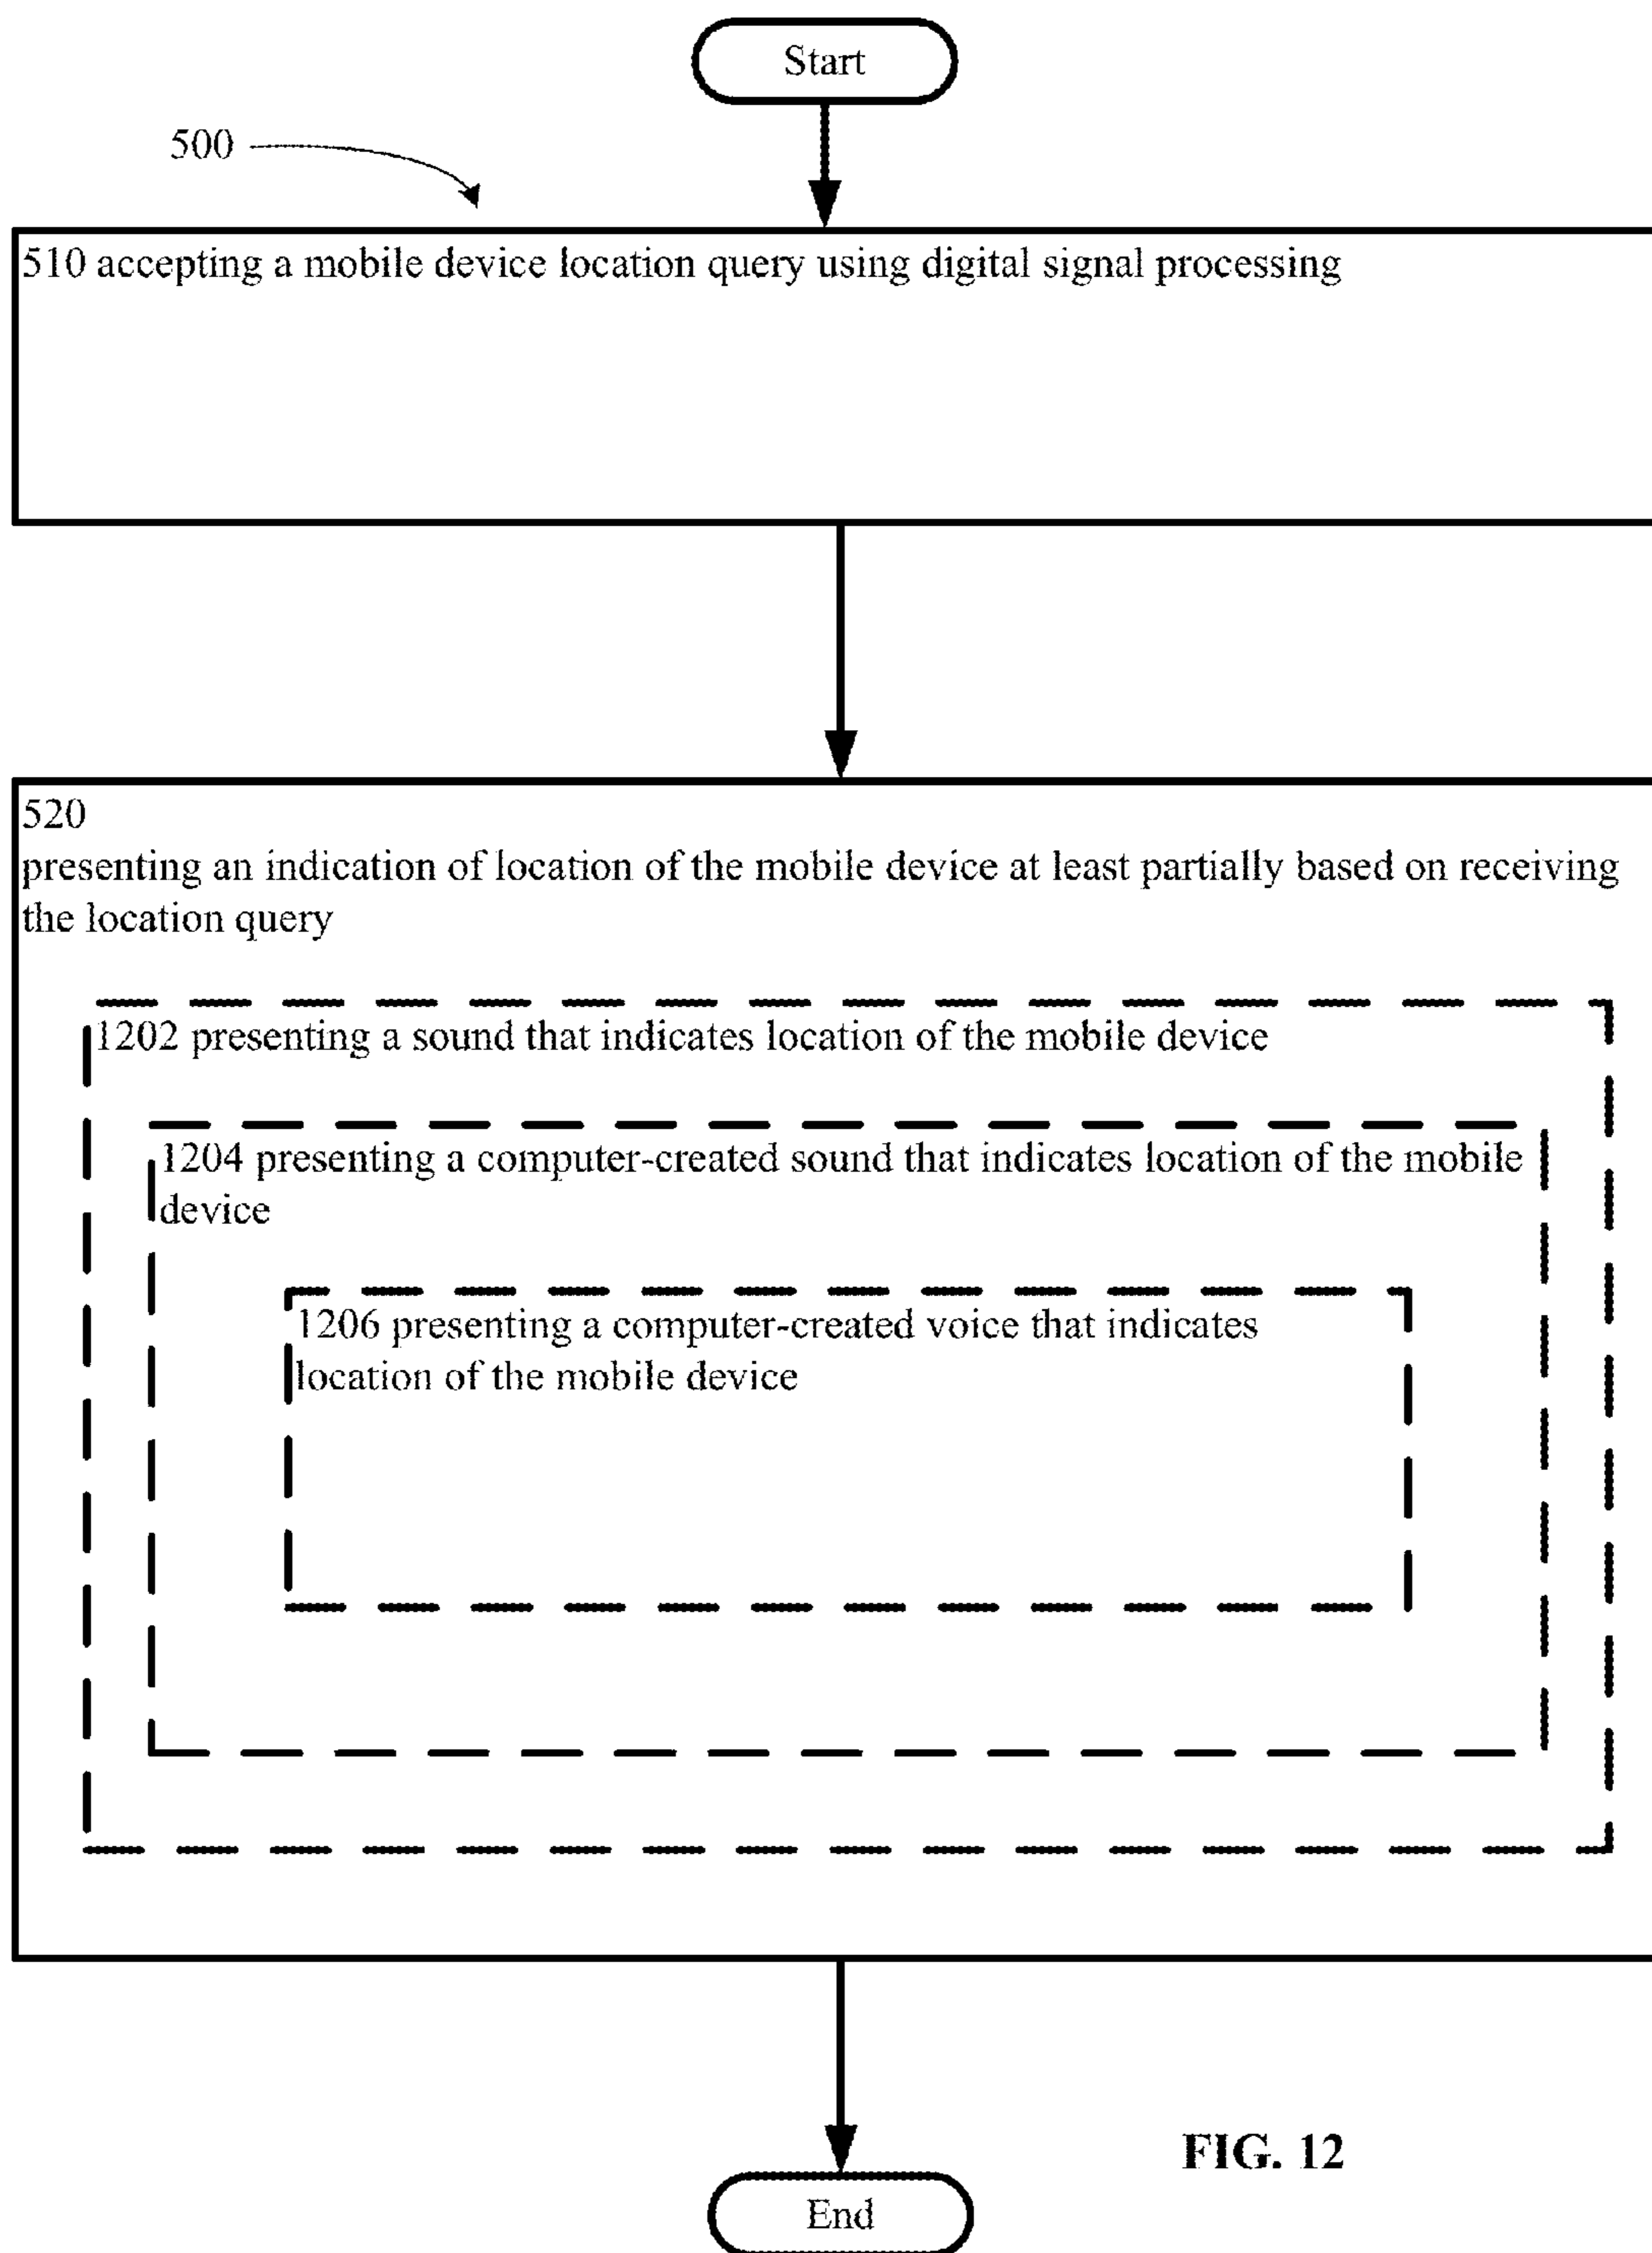 Start
500
510 accepting a mobile device location query using digital signal processing
520
presenting an indication of location of the mobile device at least partially based on receiving
the location query
1202 presenting a sound that indicates location of the mobile device
1204 presenting a computer-created sound that indicates location of the mobile
device
1206 presenting a computer-created voice that indicates
location of the mobile device
FIG. 12
End